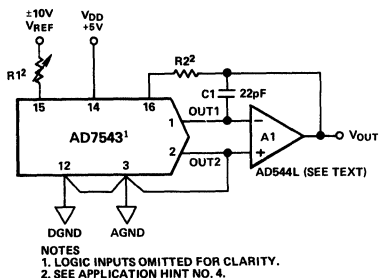 ±10V
VREF
VDD
+5V
R1²
R2²
C1
22pF
15
14
16
AD7543¹
1
OUT1
2
OUT2
12
3
−
+
A1
VOUT
AD544L (SEE TEXT)
DGND
AGND
NOTES
1. LOGIC INPUTS OMITTED FOR CLARITY.
2. SEE APPLICATION HINT NO. 4.